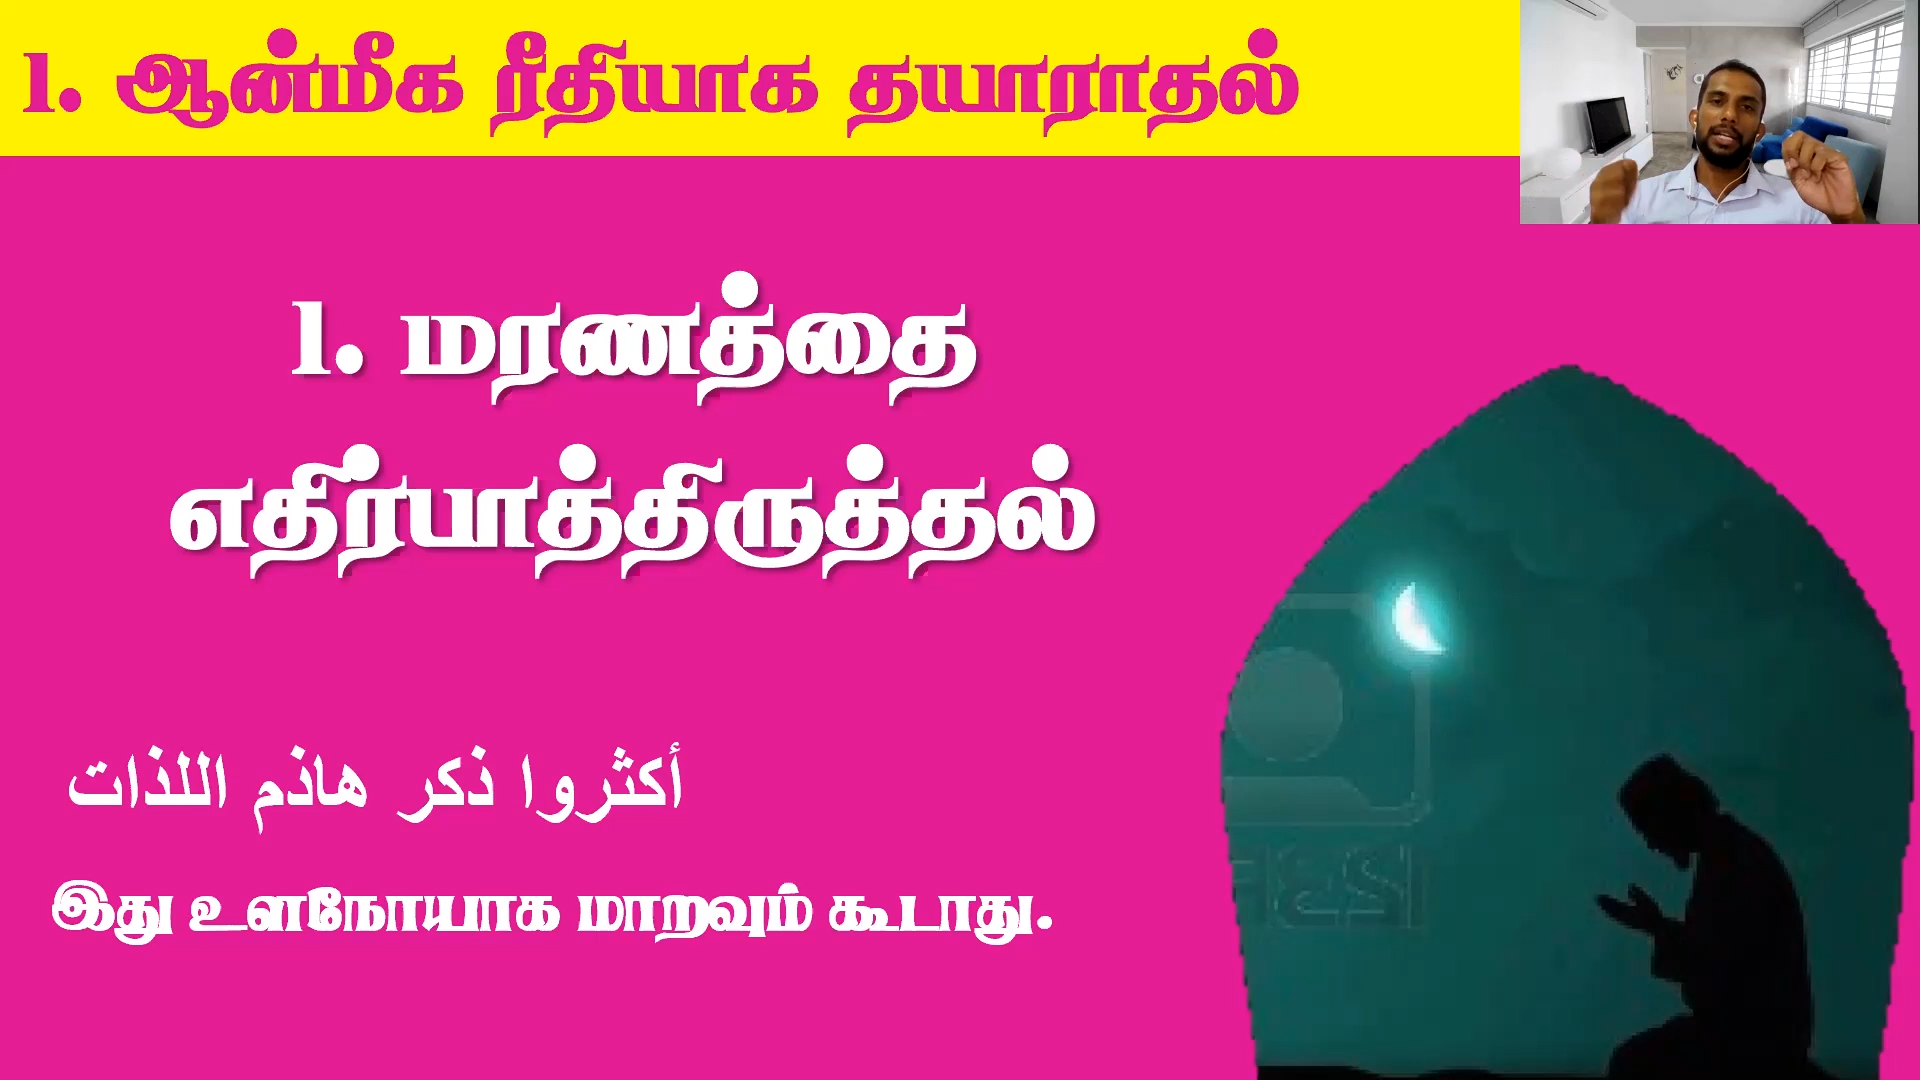 1. ஆன்மீக ரீதியாக தயாராதல்
1. மரணத்தை
எதிர்பாத்திருத்தல்
أكثروا ذكر هاذم اللذات
இது உளநோயாக மாறவும் கூடாது.